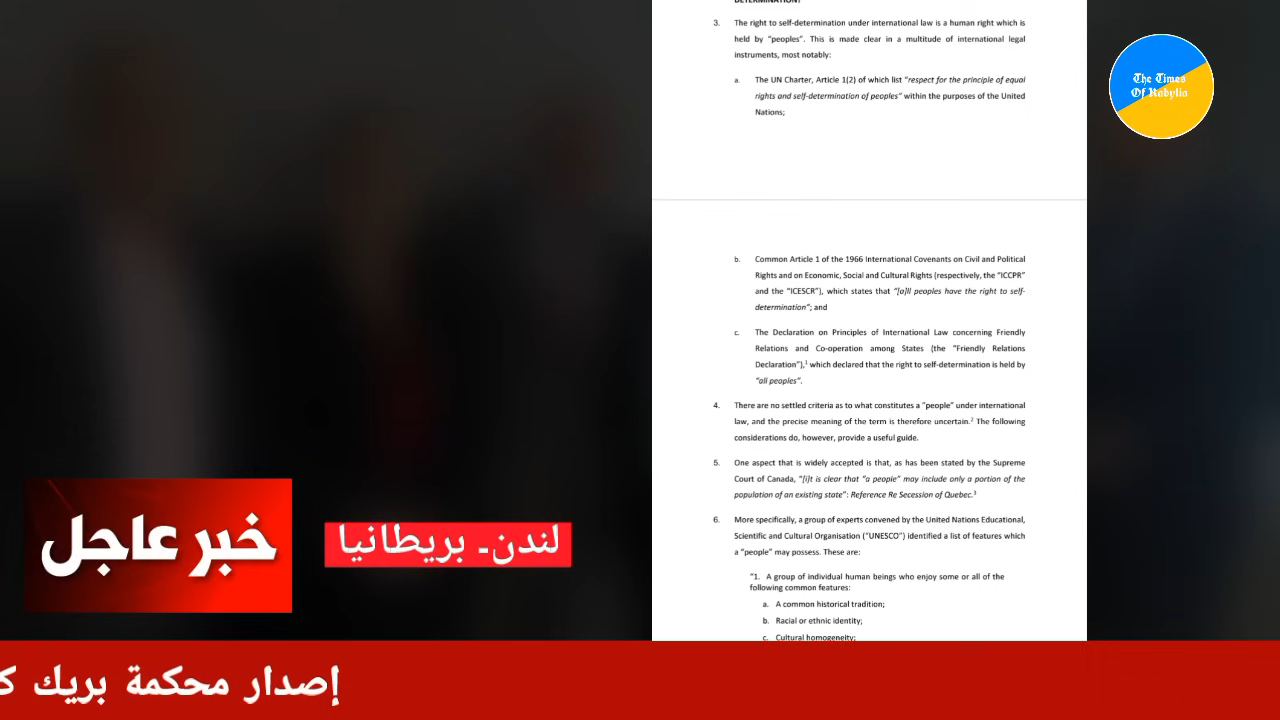 DETERMINATION?
3. The right to self-determination under international law is a human right which is
held by “peoples”. This is made clear in a multitude of international legal
instruments, most notably:
a. The UN Charter, Article 1(2) of which list “respect for the principle of equal
rights and self-determination of peoples” within the purposes of the United
Nations;
The Times
Of Kabylia
b. Common Article 1 of the 1966 International Covenants on Civil and Political
Rights and on Economic, Social and Cultural Rights (respectively, the “ICCPR”
and the “ICESCR”), which states that “[a]ll peoples have the right to self-
determination”; and
c. The Declaration on Principles of International Law concerning Friendly
Relations and Co-operation among States (the “Friendly Relations
Declaration”),1 which declared that the right to self-determination is held by
“all peoples”.
4. There are no settled criteria as to what constitutes a “people” under international
law, and the precise meaning of the term is therefore uncertain.2 The following
considerations do, however, provide a useful guide.
5. One aspect that is widely accepted is that, as has been stated by the Supreme
Court of Canada, “[i]t is clear that “a people” may include only a portion of the
population of an existing state”: Reference Re Secession of Quebec.3
6. More specifically, a group of experts convened by the United Nations Educational,
Scientific and Cultural Organisation (“UNESCO”) identified a list of features which
a “people” may possess. These are:
“1. A group of individual human beings who enjoy some or all of the
following common features:
a. A common historical tradition;
b. Racial or ethnic identity;
c. Cultural homogeneity;
خبر عاجل
لندن- بريطانيا
إصدار محكمة بريك